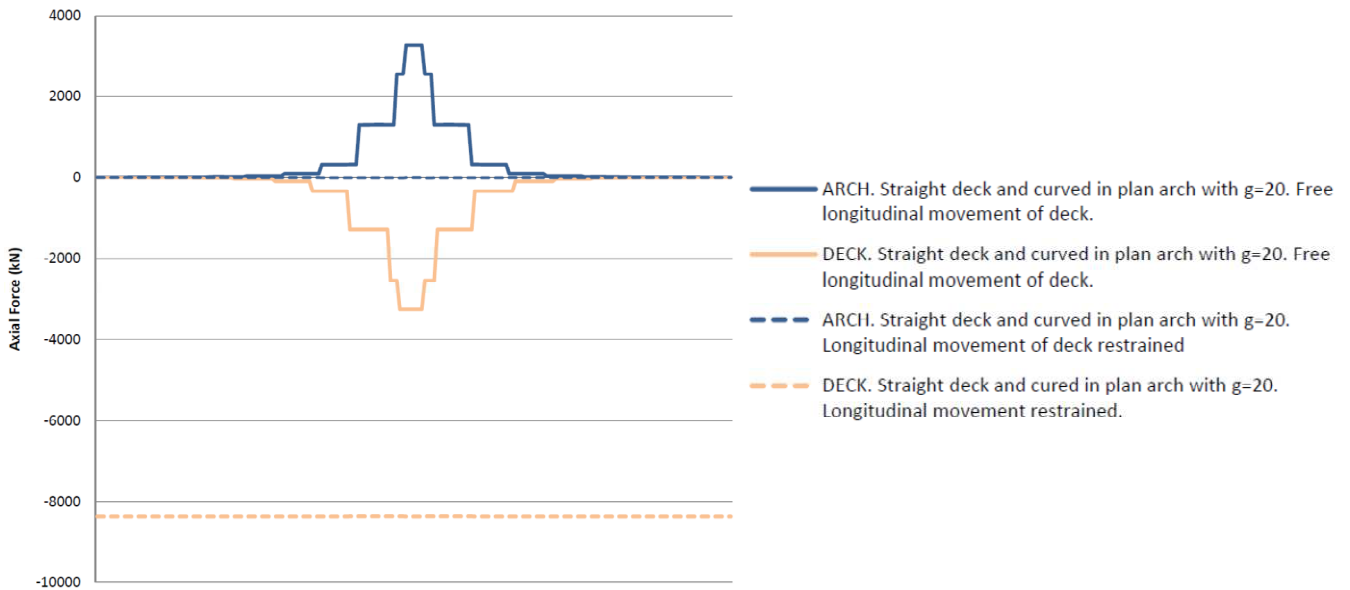 4000
2000
0
-2000
-4000
-6000
-8000
-10000
Axial Force (kN)
ARCH. Straight deck and curved in plan arch with g=20. Free
longitudinal movement of deck.
DECK. Straight deck and curved in plan arch with g=20. Free
longitudinal movement of deck.
ARCH. Straight deck and curved in plan arch with g=20.
Longitudinal movement of deck restrained
DECK. Straight deck and cured in plan arch with g=20.
Longitudinal movement restrained.